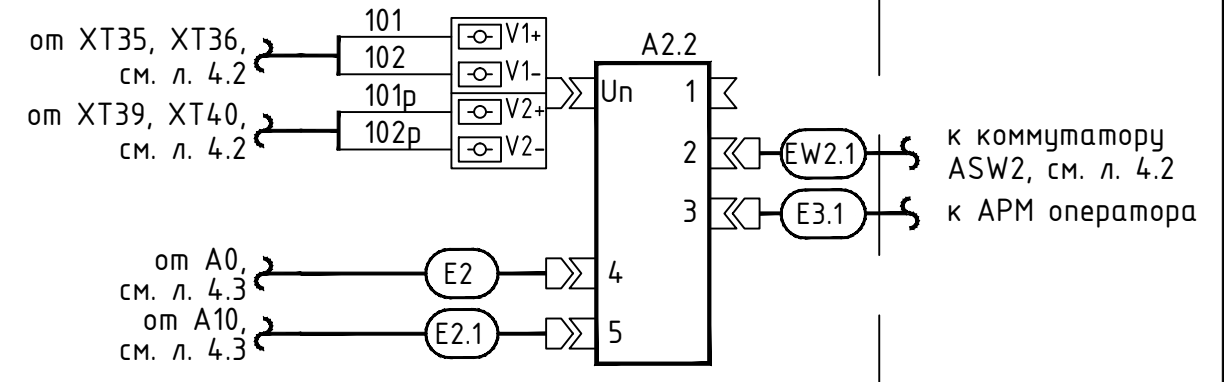 от XT35, XT36,
см. л. 4.2
101
102
V1+
V1-
от XT39, XT40,
см. л. 4.2
101р
102р
V2+
V2-
A2.2
Un
1
2
3
4
5
EW2.1
к коммутатору
ASW2, см. л. 4.2
E3.1
к АРМ оператора
от A0,
см. л. 4.3
E2
от A10,
см. л. 4.3
E2.1